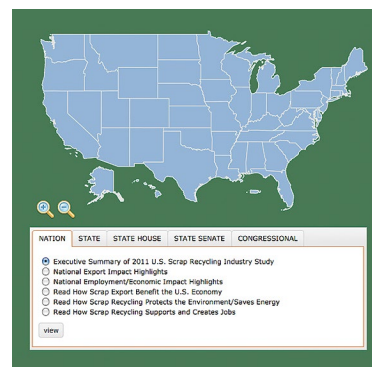 NATION STATE STATE HOUSE STATE SENATE CONGRESSIONAL
Executive Summary of 2011 U.S. Scrap Recycling Industry Study
National Export Impact Highlights
National Employment/Economic Impact Highlights
Read How Scrap Export Benefit the U.S. Economy
Read How Scrap Recycling Protects the Environment/Saves Energy
Read How Scrap Recycling Supports and Creates Jobs
view